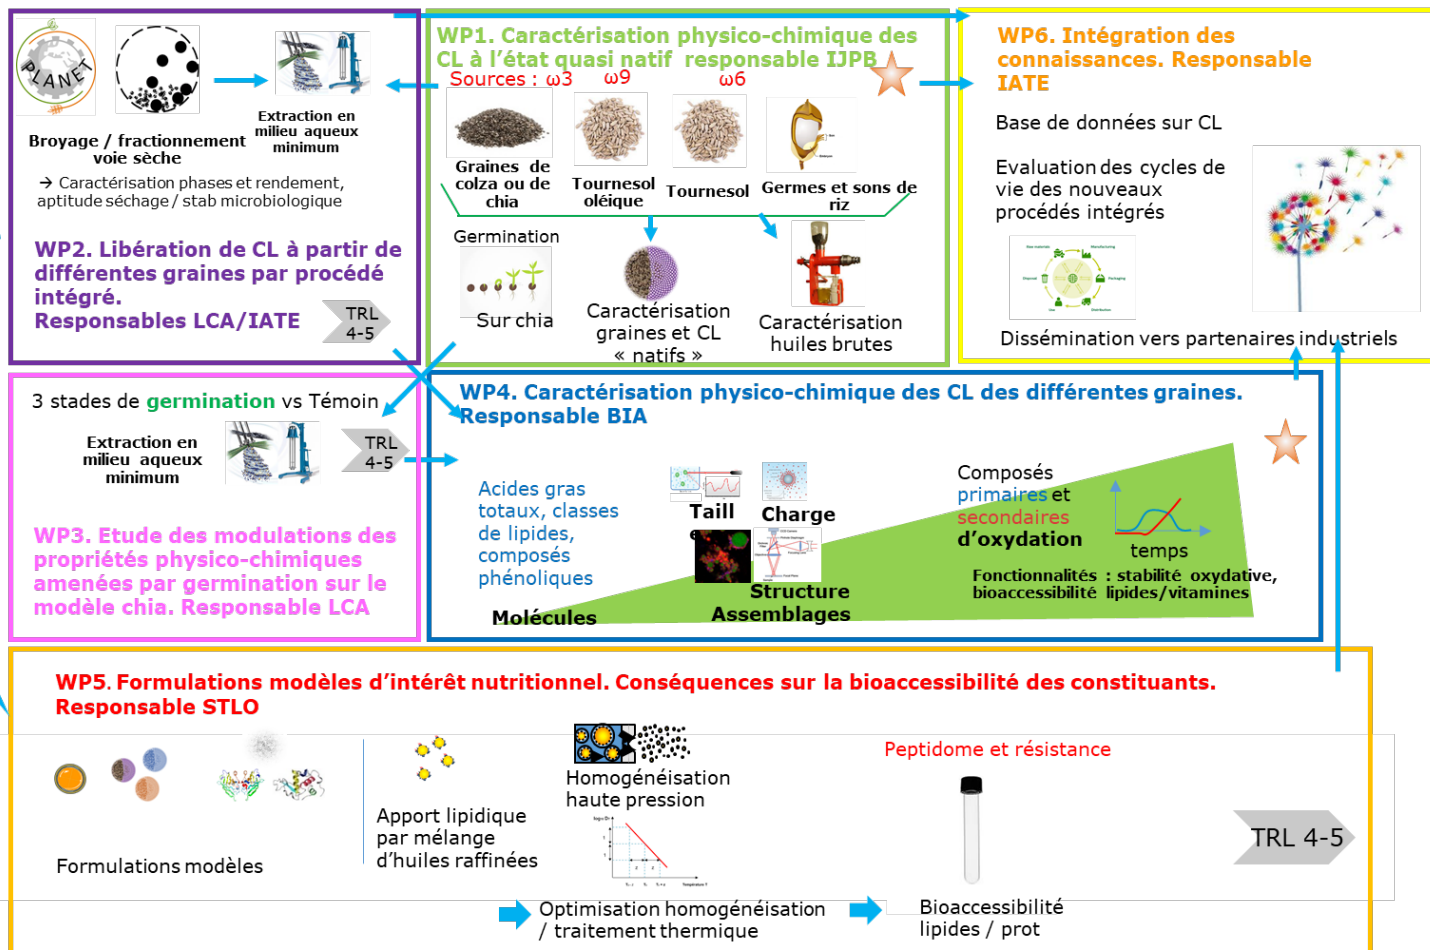 PLANET
Broyage / fractionnement
voie sèche
Extraction en
milieu aqueux
minimum
→ Caractérisation phases et rendement,
aptitude séchage / stab microbiologique
WP2. Libération de CL à partir de
différentes graines par procédé
intégré.
Responsables LCA/IATE
TRL
4-5
WP1. Caractérisation physico-chimique des
CL à l'état quasi natif responsable IJPB
Sources : ω3
ω9
ω6
Graines de
colza ou de
chia
Tournesol
oléique
Tournesol
Germes et sons de
riz
Germination
Sur chia
Caractérisation
graines et CL
« natifs »
Caractérisation
huiles brutes
WP6. Intégration des
connaissances. Responsable
IATE
Base de données sur CL
Evaluation des cycles de
vie des nouveaux
procédés intégrés
Raw materials
Manufacturing
Packaging
Distribution
Use
Disposal
Dissémination vers partenaires industriels
3 stades de germination vs Témoin
Extraction en
milieu aqueux
minimum
TRL
4-5
WP3. Etude des modulations des
propriétés physico-chimiques
amenées par germination sur le
modèle chia. Responsable LCA
WP4. Caractérisation physico-chimique des CL des différentes graines.
Responsable BIA
Acides gras
totaux, classes
de lipides,
composés
phénoliques
Molécules
Taill
e
Charge
Structure
Assemblages
Composés
primaires et
secondaires
d'oxydation
temps
Fonctionnalités : stabilité oxydative,
bioaccessibilité lipides/vitamines
WP5. Formulations modèles d'intérêt nutritionnel. Conséquences sur la bioaccessibilité des constituants.
Responsable STLO
Formulations modèles
Apport lipidique
par mélange
d'huiles raffinées
Homogénéisation
haute pression
Température
Optimisation homogénéisation
/ traitement thermique
Peptidome et résistance
Bioaccessibilité
lipides / prot
TRL 4-5